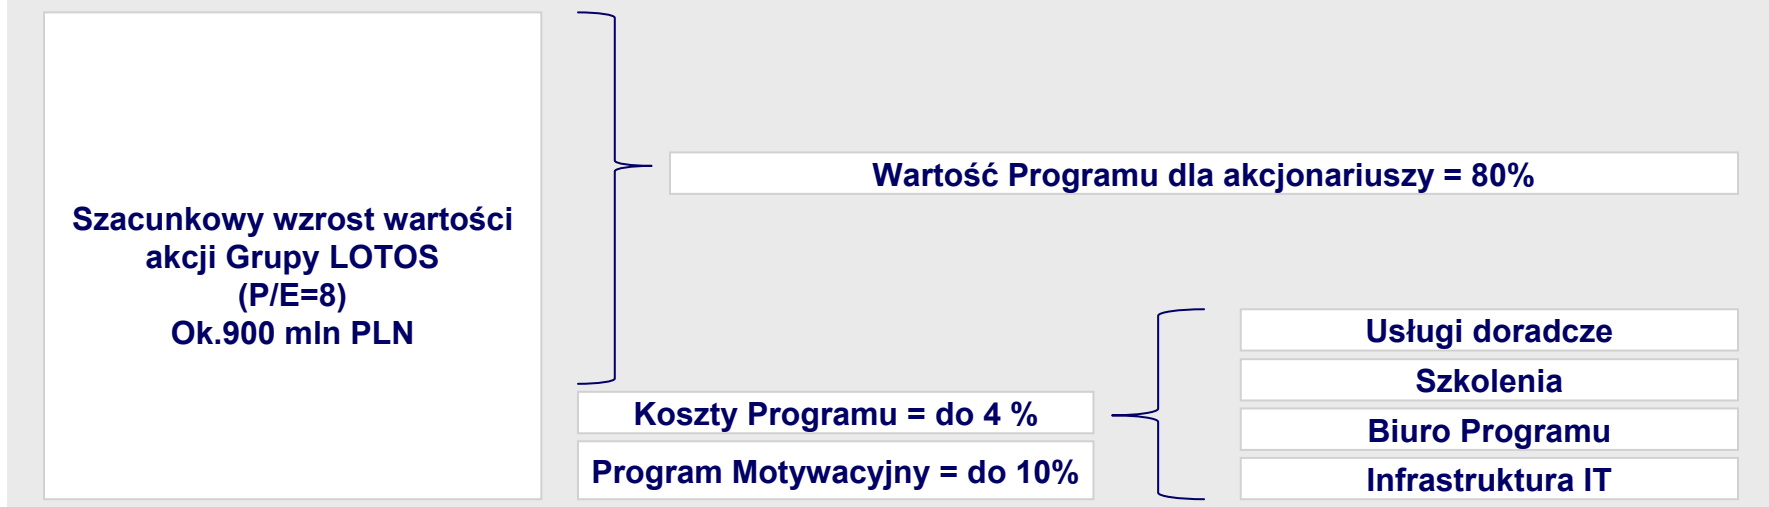 Szacunkowy wzrost wartości
akcji Grupy LOTOS
(P/E=8)
Ok.900 mln PLN
Wartość Programu dla akcjonariuszy = 80%
Koszty Programu = do 4 %
Program Motywacyjny = do 10%
Usługi doradcze
Szkolenia
Biuro Programu
Infrastruktura IT